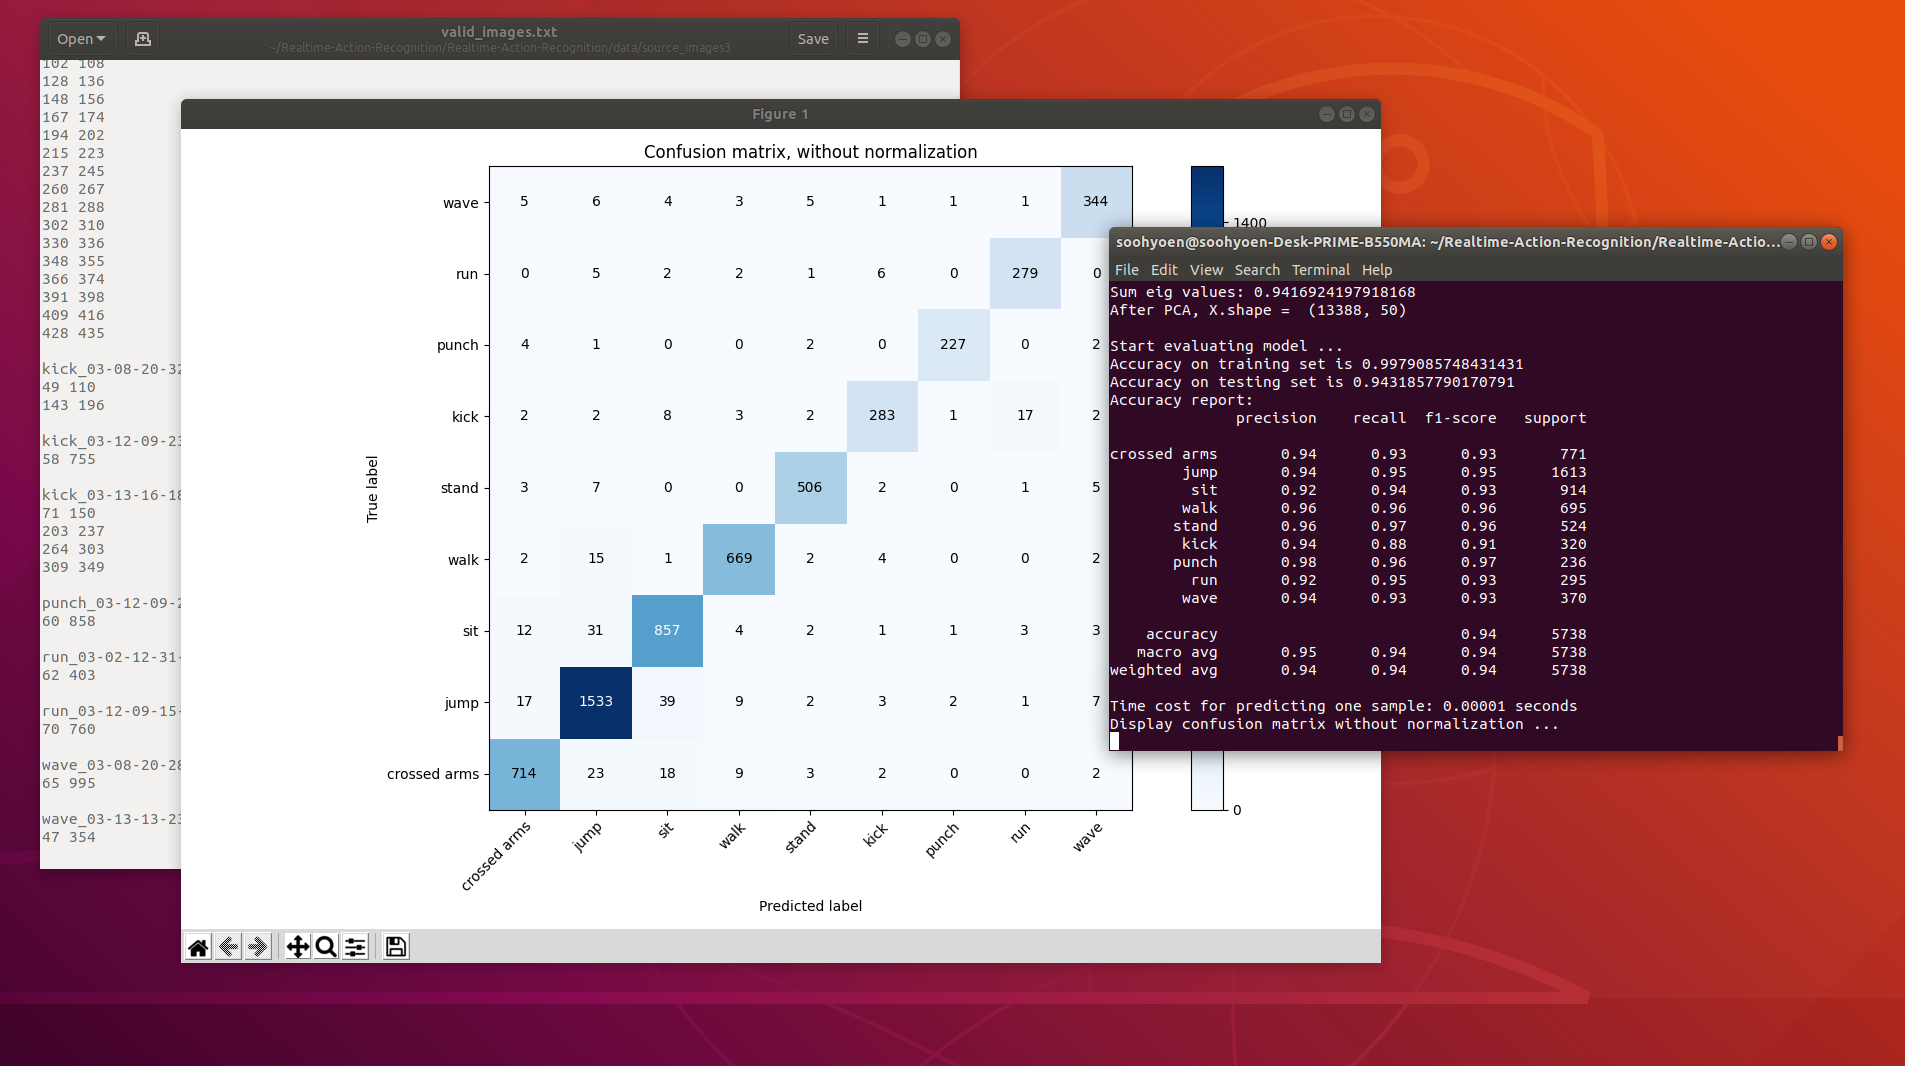 Open
valid_images.txt
~/Realtime-Action-Recognition/Realtime-Action-Recognition/data/source_images3
Save
102 108
128 136
148 156
167 174
194 202
215 223
237 245
260 267
281 288
302 310
330 336
348 355
366 374
391 398
409 416
428 435
kick_03-08-20-32
49 110
143 196
kick_03-12-09-23
58 755
kick_03-13-16-18
71 150
203 237
264 303
309 349
punch_03-12-09-2
60 858
run_03-02-12-31-
62 403
run_03-12-09-15-
70 760
wave_03-08-20-28
65 995
wave_03-13-13-23
47 354
Figure 1
Confusion matrix, without normalization
True label
wave 5 6 4 3 5 1 1 1 344
run 0 5 2 2 1 6 0 279 0
punch 4 1 0 0 2 0 227 0 2
kick 2 2 8 3 2 283 1 17 2
stand 3 7 0 0 506 2 0 1 5
walk 2 15 1 669 2 4 0 0 2
sit 12 31 857 4 2 1 1 3 3
jump 17 1533 39 9 2 3 2 1 7
crossed arms 714 23 18 9 3 2 0 0 2
crossed arms jump sit walk stand kick punch run wave
Predicted label
1400
0
soohyoen@soohyoen-Desk-PRIME-B550MA: ~/Realtime-Action-Recognition/Realtime-Actio...
File Edit View Search Terminal Help
Sum eig values: 0.9416924197918168
After PCA, X.shape =  (13388, 50)
Start evaluating model ...
Accuracy on training set is 0.9979085748431431
Accuracy on testing set is 0.9431857790170791
Accuracy report:
precision recall f1-score support
crossed arms 0.94 0.93 0.93 771
jump 0.94 0.95 0.95 1613
sit 0.92 0.94 0.93 914
walk 0.96 0.96 0.96 695
stand 0.96 0.97 0.96 524
kick 0.94 0.88 0.91 320
punch 0.98 0.96 0.97 236
run 0.92 0.95 0.93 295
wave 0.94 0.93 0.93 370
accuracy 0.94 5738
macro avg 0.95 0.94 0.94 5738
weighted avg 0.94 0.94 0.94 5738
Time cost for predicting one sample: 0.00001 seconds
Display confusion matrix without normalization ...